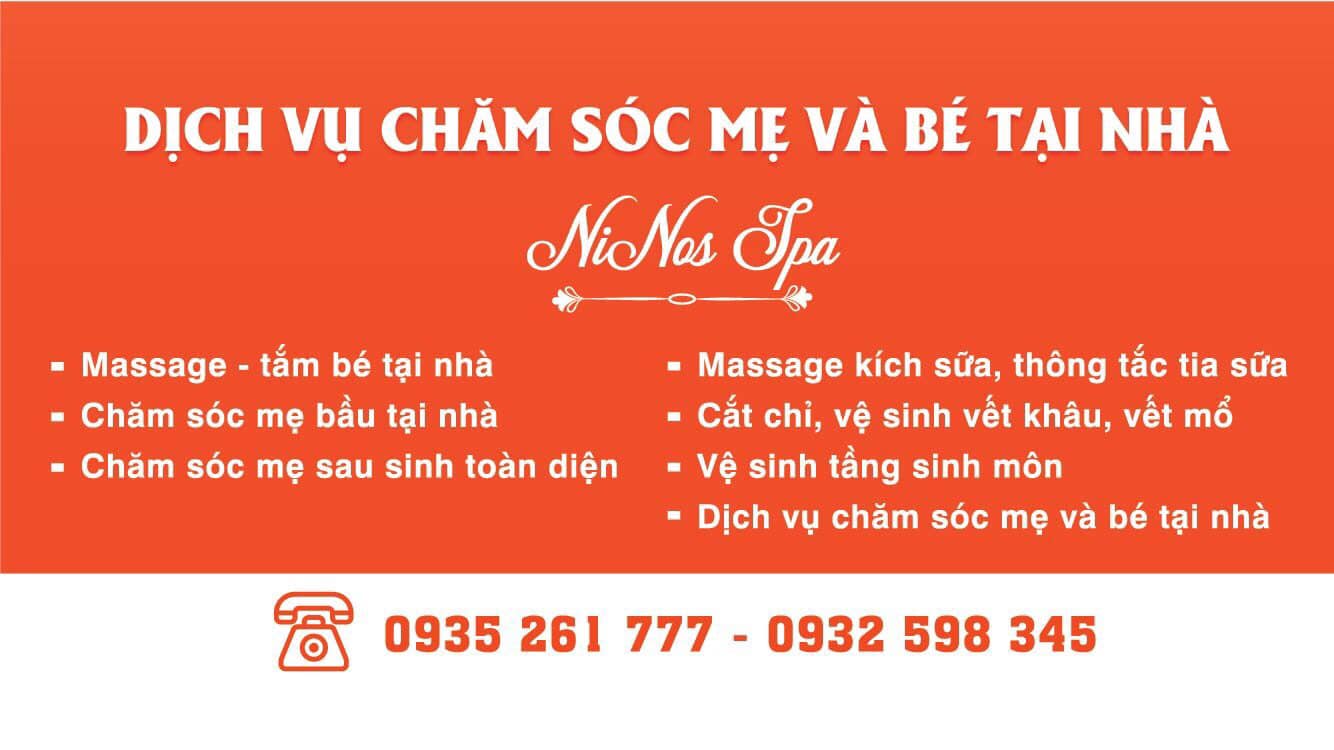 DỊCH VỤ CHĂM SÓC MẸ VÀ BÉ TẠI NHÀ
NiNos Spa
- Massage - tắm bé tại nhà
- Chăm sóc mẹ bầu tại nhà
- Chăm sóc mẹ sau sinh toàn diện
- Massage kích sữa, thông tắc tia sữa
- Cắt chỉ, vệ sinh vết khâu, vết mổ
- Vệ sinh tầng sinh môn
- Dịch vụ chăm sóc mẹ và bé tại nhà
0935 261 777 - 0932 598 345